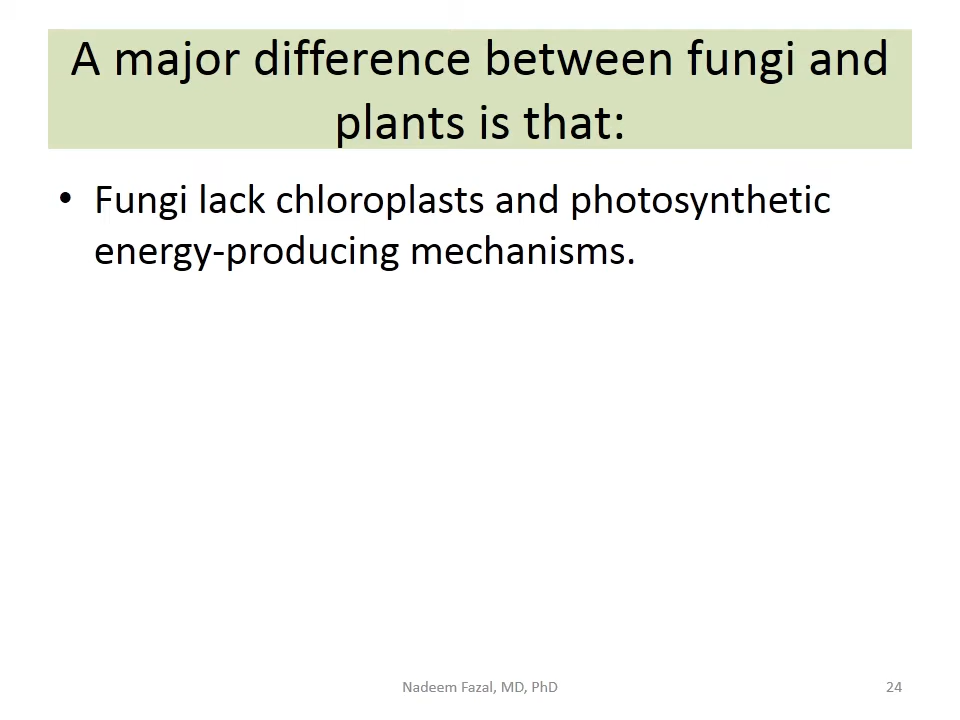 A major difference between fungi and
plants is that:
• Fungi lack chloroplasts and photosynthetic
energy-producing mechanisms.
Nadeem Fazal, MD, PhD
24